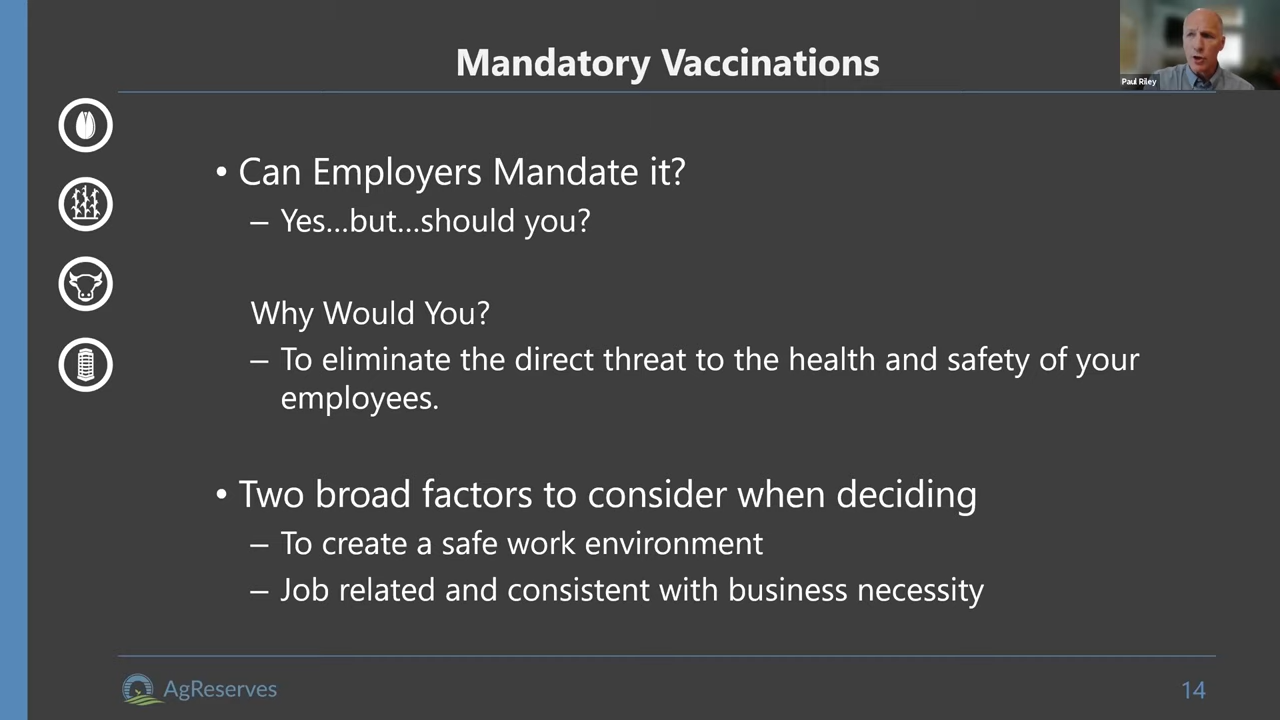 Mandatory Vaccinations
Paul Riley
• Can Employers Mandate it?
– Yes...but...should you?
Why Would You?
– To eliminate the direct threat to the health and safety of your
employees.
• Two broad factors to consider when deciding
– To create a safe work environment
– Job related and consistent with business necessity
AgReserves
14